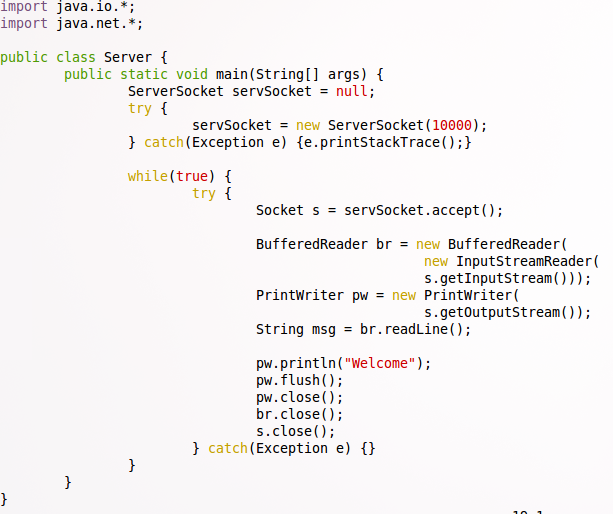 import java.io.*;
import java.net.*;
public class Server {
public static void main(String[] args) {
ServerSocket servSocket = null;
try {
servSocket = new ServerSocket(10000);
} catch(Exception e) {e.printStackTrace();}
while(true) {
try {
Socket s = servSocket.accept();
BufferedReader br = new BufferedReader(
new InputStreamReader(
s.getInputStream()));
PrintWriter pw = new PrintWriter(
s.getOutputStream());
String msg = br.readLine();
pw.println("Welcome");
pw.flush();
pw.close();
br.close();
s.close();
} catch(Exception e) {}
}
}
}